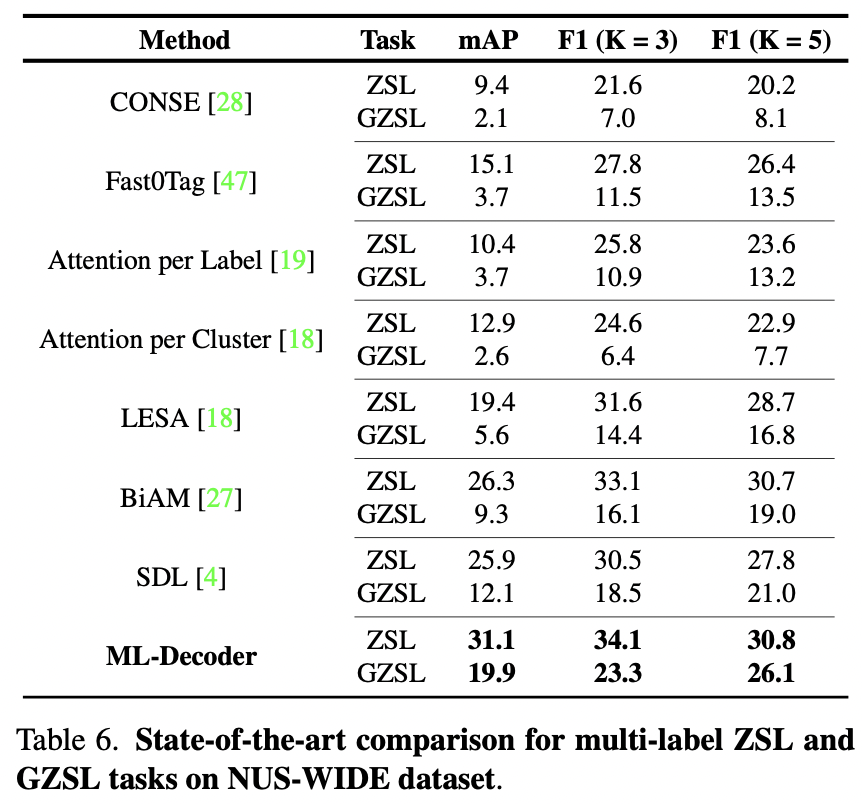 Method Task mAP F1 (K = 3) F1 (K = 5)
CONSE [28] ZSL 9.4 21.6 20.2
GZSL 2.1 7.0 8.1
Fast0Tag [47] ZSL 15.1 27.8 26.4
GZSL 3.7 11.5 13.5
Attention per Label [19] ZSL 10.4 25.8 23.6
GZSL 3.7 10.9 13.2
Attention per Cluster [18] ZSL 12.9 24.6 22.9
GZSL 2.6 6.4 7.7
LESA [18] ZSL 19.4 31.6 28.7
GZSL 5.6 14.4 16.8
BiAM [27] ZSL 26.3 33.1 30.7
GZSL 9.3 16.1 19.0
SDL [4] ZSL 25.9 30.5 27.8
GZSL 12.1 18.5 21.0
ML-Decoder ZSL 31.1 34.1 30.8
GZSL 19.9 23.3 26.1
Table 6. State-of-the-art comparison for multi-label ZSL and
GZSL tasks on NUS-WIDE dataset.